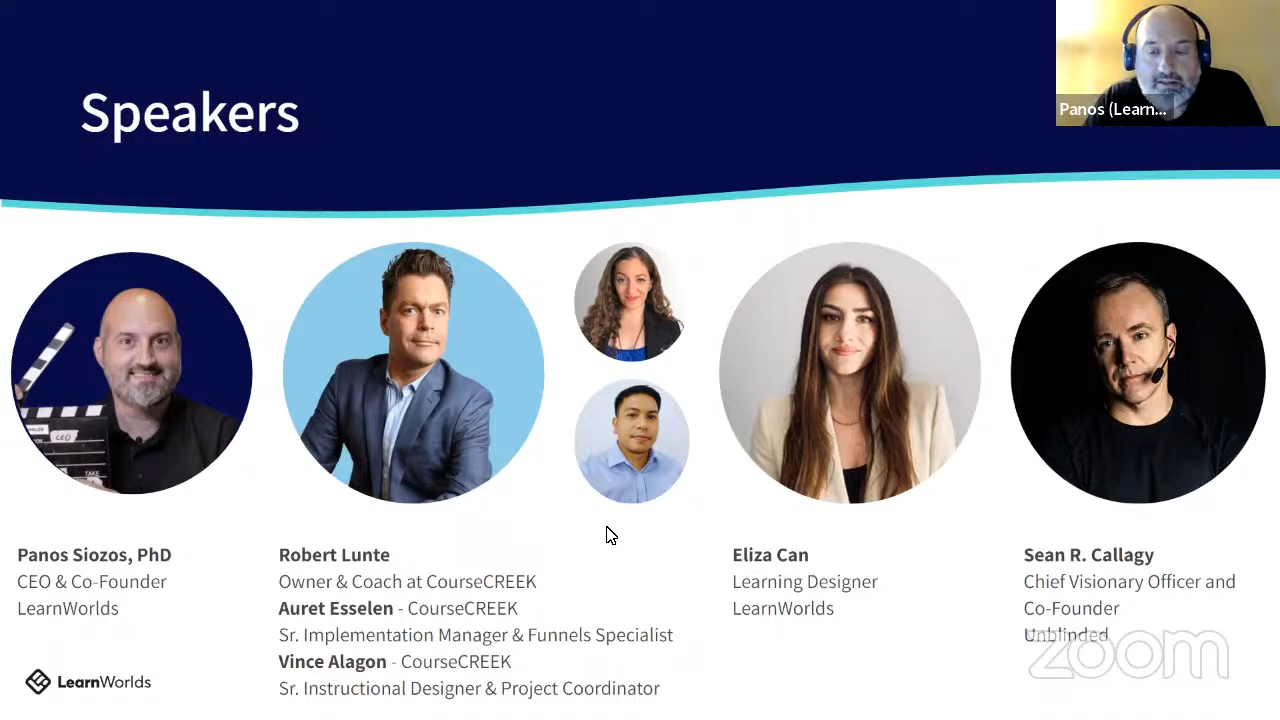 Speakers
Panos (Learn...
CEO
TAKE
Panos Siozos, PhD
CEO & Co-Founder
LearnWorlds
Robert Lunte
Owner & Coach at CourseCREEK
Auret Esselen - CourseCREEK
Sr. Implementation Manager & Funnels Specialist
Vince Alagon - CourseCREEK
Sr. Instructional Designer & Project Coordinator
Eliza Can
Learning Designer
LearnWorlds
Sean R. Callagy
Chief Visionary Officer and
Co-Founder
Unblinded
LearnWorlds
zoom